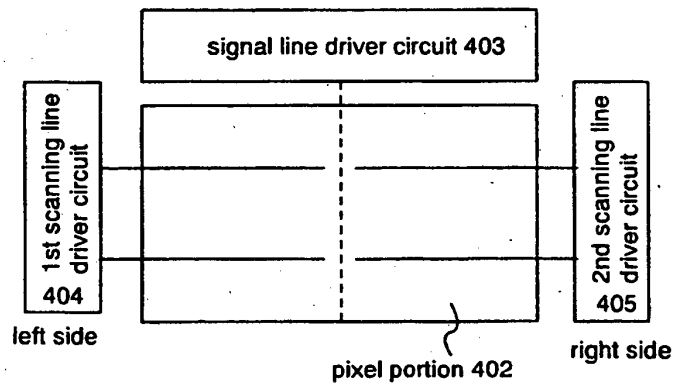 signal line driver circuit 403
1st scanning line
driver circuit
404
left side
2nd scanning line
driver circuit
405
right side
pixel portion 402